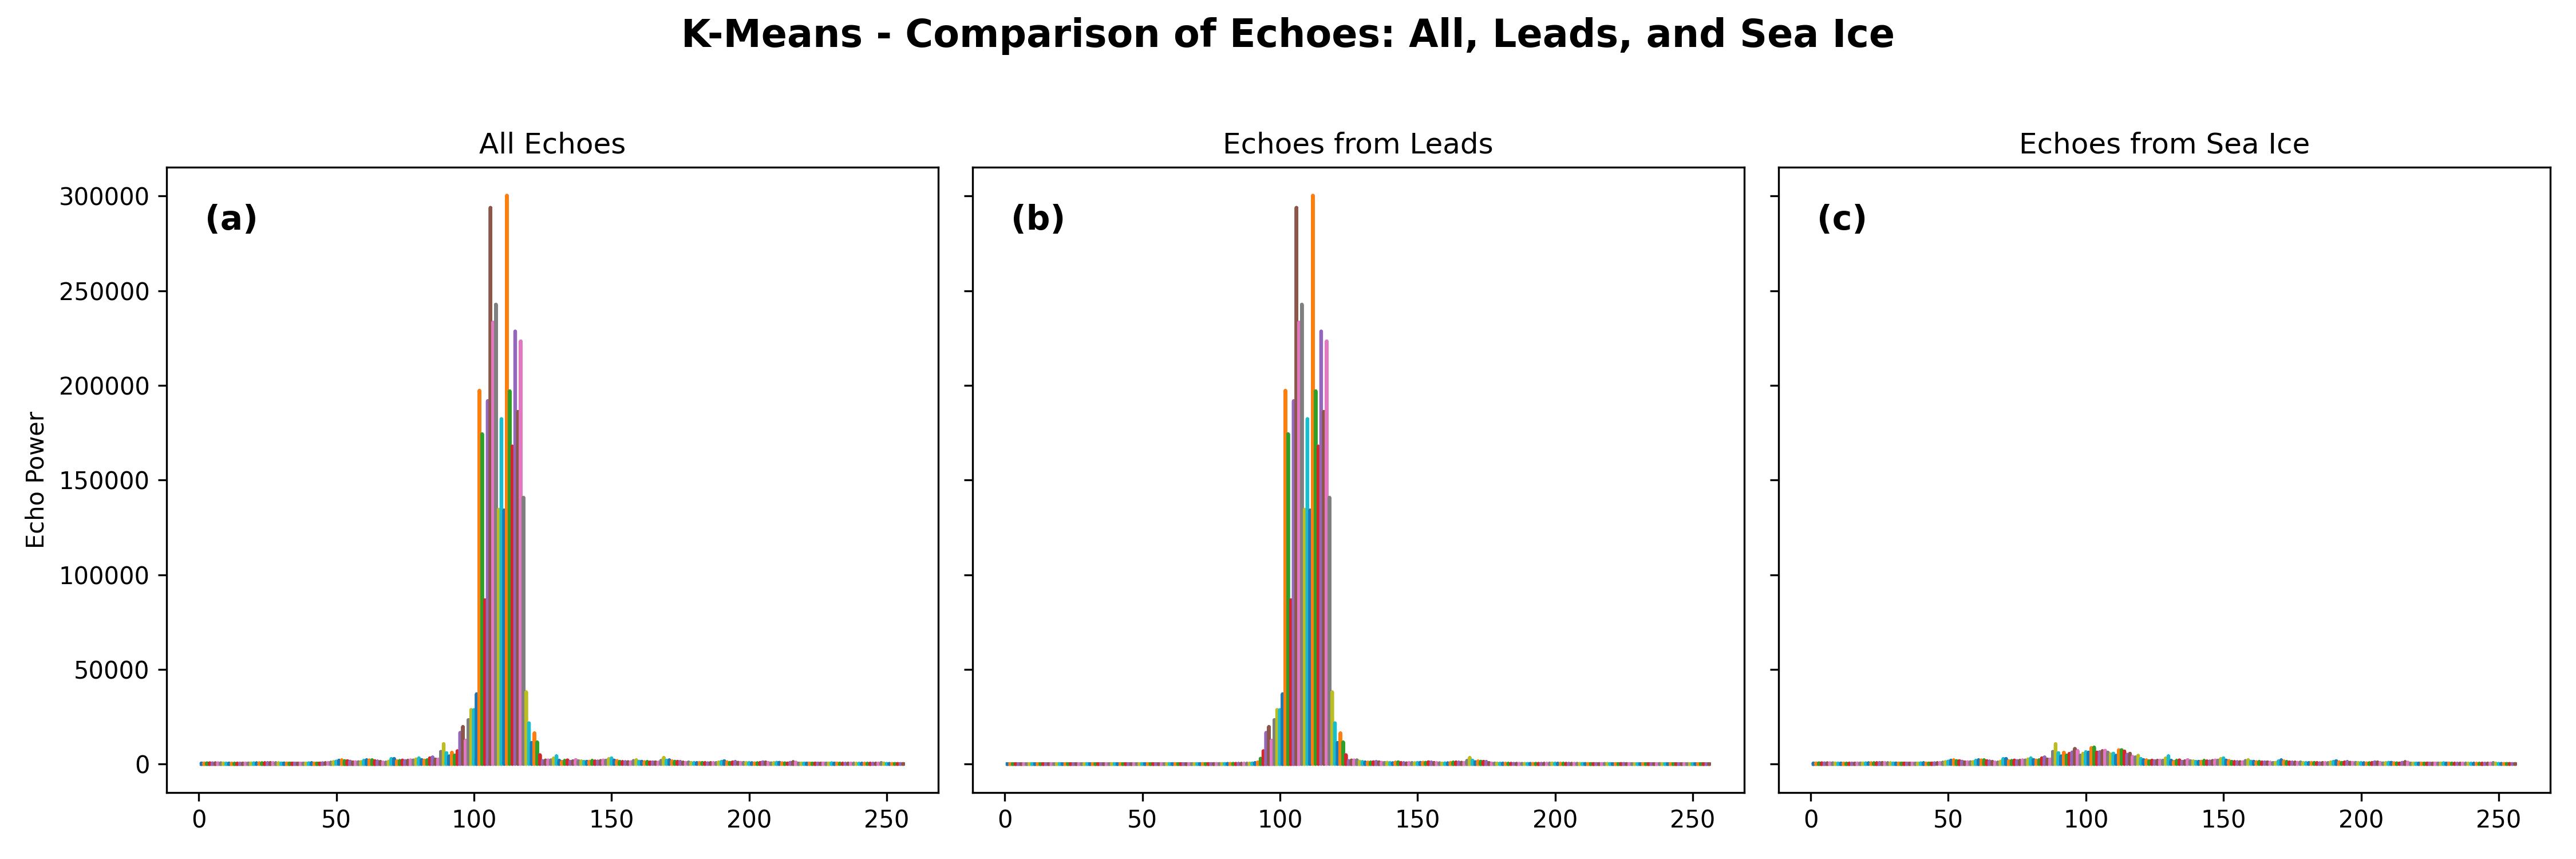 K-Means - Comparison of Echoes: All, Leads, and Sea Ice
All Echoes
Echoes from Leads
Echoes from Sea Ice
(a)
(b)
(c)
Echo Power
300000
250000
200000
150000
100000
50000
0
0 50 100 150 200 250
0 50 100 150 200 250
0 50 100 150 200 250